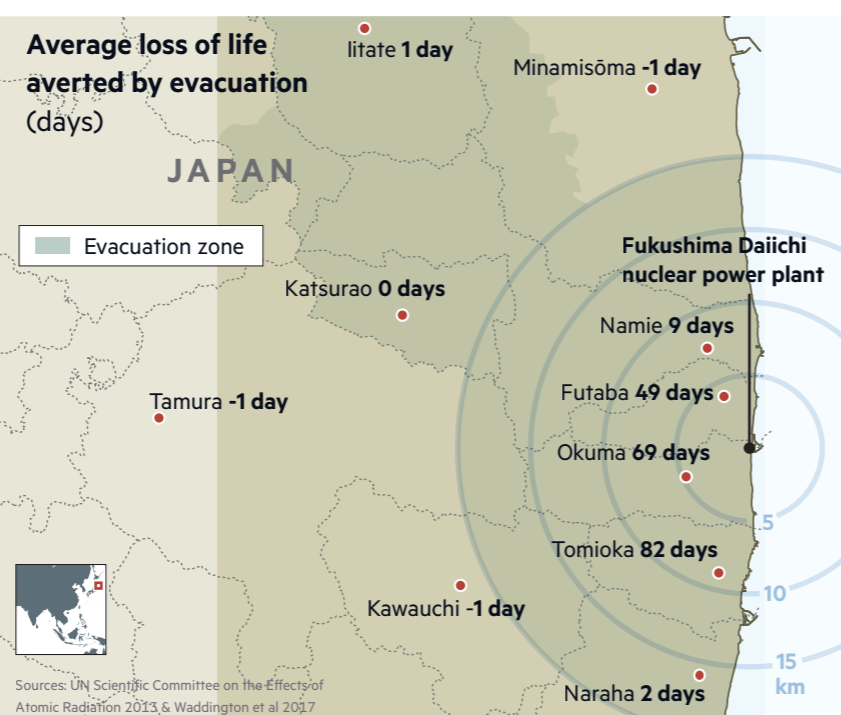 Average loss of life
averted by evacuation
(days)
Iitate 1 day
Minamisōma -1 day
JAPAN
Evacuation zone
Fukushima Daiichi
nuclear power plant
Katsurao 0 days
Namie 9 days
Futaba 49 days
Tamura -1 day
Okuma 69 days
5
Tomioka 82 days
10
Kawauchi -1 day
15
km
Naraha 2 days
Sources: UN Scientific Committee on the Effects of
Atomic Radiation 2013 & Waddington et al 2017